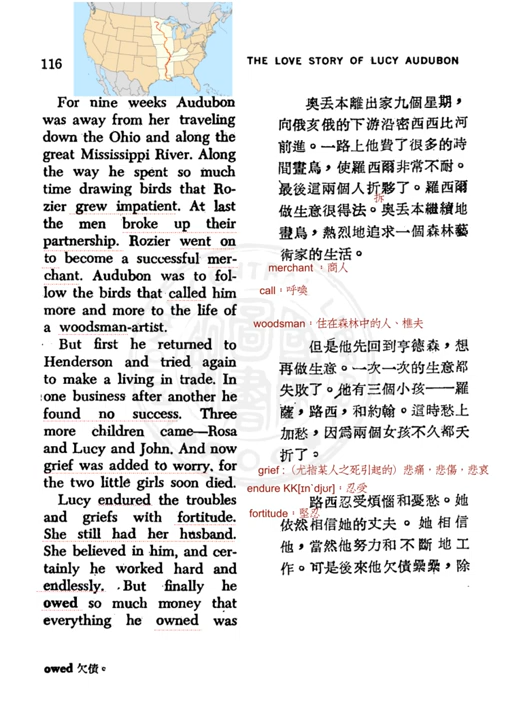 116
THE LOVE STORY OF LUCY AUDUBON
For nine weeks Audubon
was away from her traveling
down the Ohio and along the
great Mississippi River. Along
the way he spent so much
time drawing birds that Ro-
zier grew impatient. At last
the men broke up their
partnership. Rozier went on
to become a successful mer-
chant. Audubon was to fol-
low the birds that called him
more and more to the life of
a woodsman-artist.
But first he returned to
Henderson and tried again
to make a living in trade. In
one business after another he
found no success. Three
more children came—Rosa
and Lucy and John. And now
grief was added to worry, for
the two little girls soon died.
Lucy endured the troubles
and griefs with fortitude.
She still had her husband.
She believed in him, and cer-
tainly he worked hard and
endlessly. But finally he
owed so much money that
everything he owned was
奧丟本離出家九個星期，
向俄亥俄的下游沿密西西比河
前進。一路上他費了很多的時
間畫鳥，使羅西爾非常不耐。
最後這兩個人折夥了。羅西爾
拆
做生意很得法。奧丟本繼續地
畫鳥，熱烈地追求一個森林藝
術家的生活。
merchant：商人
call：呼喚
woodsman：住在森林中的人、樵夫
但是他先回到亨德森，想
再做生意。一次一次的生意都
失敗了。他有三個小孩──羅
薩，路西，和約翰。這時愁上
加愁，因爲兩個女孩不久都夭
折了。
grief：（尤指某人之死引起的）悲痛，悲傷，悲哀
endure KK[ɪnˋdjʊr]：忍受
路西忍受煩惱和憂愁。她
fortitude：堅忍
依然相信她的丈夫。她相信
他，當然他努力和不斷地工
作。可是後來他欠債纍纍，除
owed 欠債。